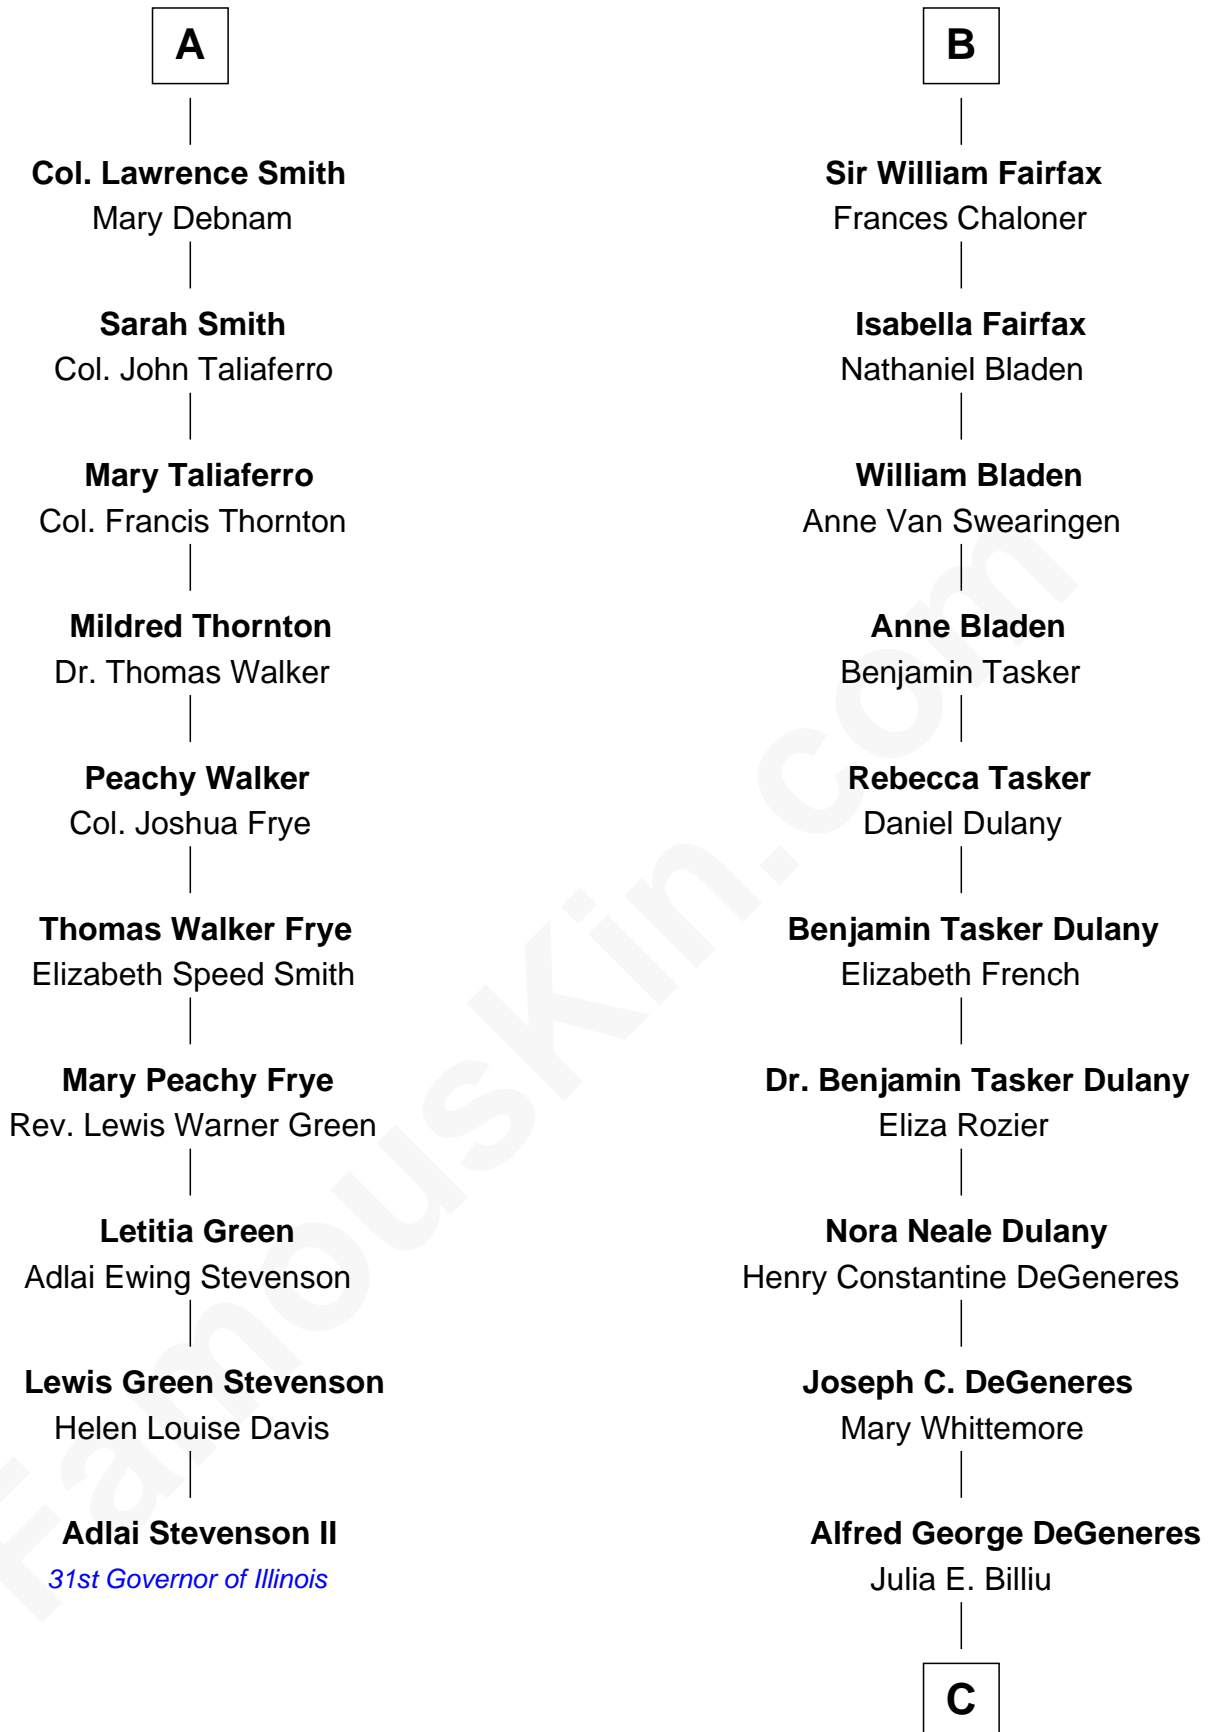 A
Col. Lawrence Smith
Mary Debnam
Sarah Smith
Col. John Taliaferro
Mary Taliaferro
Col. Francis Thornton
Mildred Thornton
Dr. Thomas Walker
Peachy Walker
Col. Joshua Frye
Thomas Walker Frye
Elizabeth Speed Smith
Mary Peachy Frye
Rev. Lewis Warner Green
Letitia Green
Adlai Ewing Stevenson
Lewis Green Stevenson
Helen Louise Davis
Adlai Stevenson II
31st Governor of Illinois
B
Sir William Fairfax
Frances Chaloner
Isabella Fairfax
Nathaniel Bladen
William Bladen
Anne Van Swearingen
Anne Bladen
Benjamin Tasker
Rebecca Tasker
Daniel Dulany
Benjamin Tasker Dulany
Elizabeth French
Dr. Benjamin Tasker Dulany
Eliza Rozier
Nora Neale Dulany
Henry Constantine DeGeneres
Joseph C. DeGeneres
Mary Whittemore
Alfred George DeGeneres
Julia E. Billiu
C
FamousKin.com